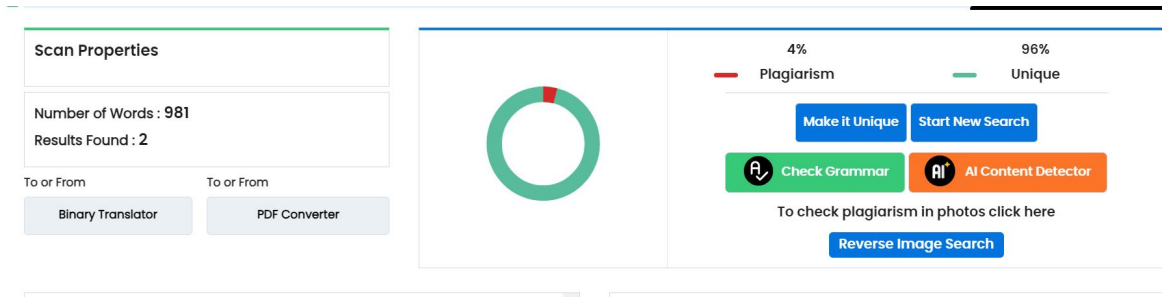 Scan Properties
Number of Words : 981
Results Found : 2
To or From
To or From
Binary Translator
PDF Converter
4%
96%
Plagiarism
Unique
Make it Unique
Start New Search
Check Grammar
AI Content Detector
To check plagiarism in photos click here
Reverse Image Search